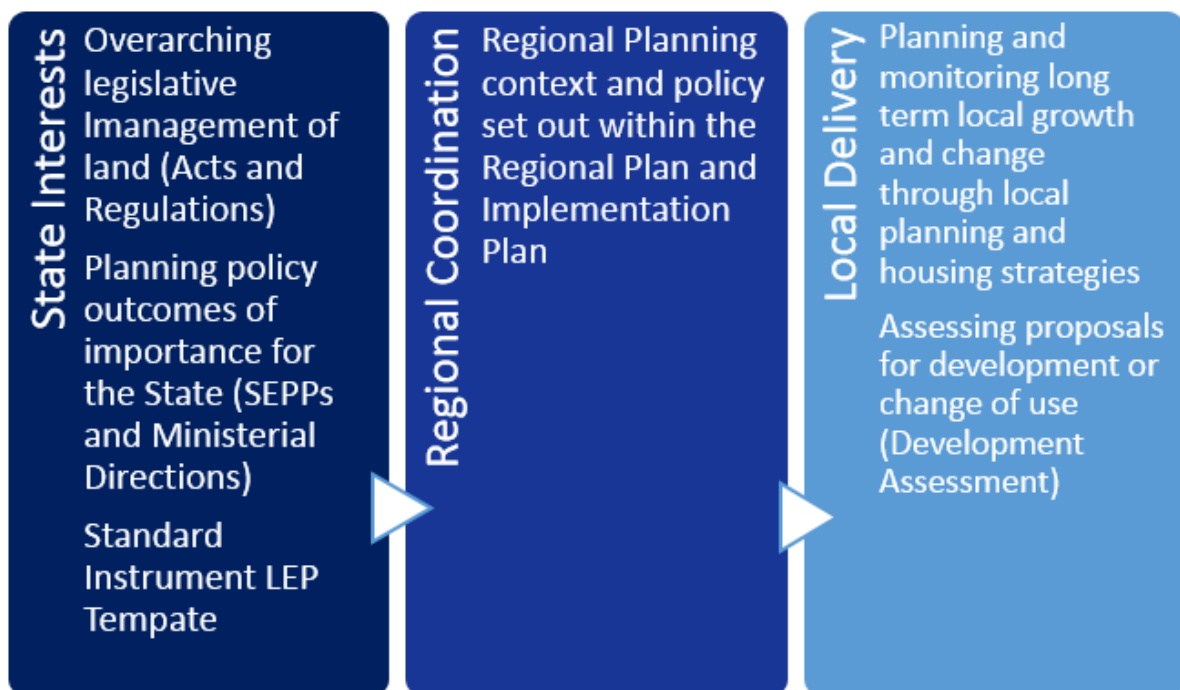 State Interests
Overarching
legislative
lmanagement of
land (Acts and
Regulations)
Planning policy
outcomes of
importance for
the State (SEPPs
and Ministerial
Directions)
Standard
Instrument LEP
Tempate
Regional Coordination
Regional Planning
context and policy
set out within the
Regional Plan and
Implementation
Plan
Local Delivery
Planning and
monitoring long
term local growth
and change
through local
planning and
housing strategies
Assessing proposals
for development or
change of use
(Development
Assessment)